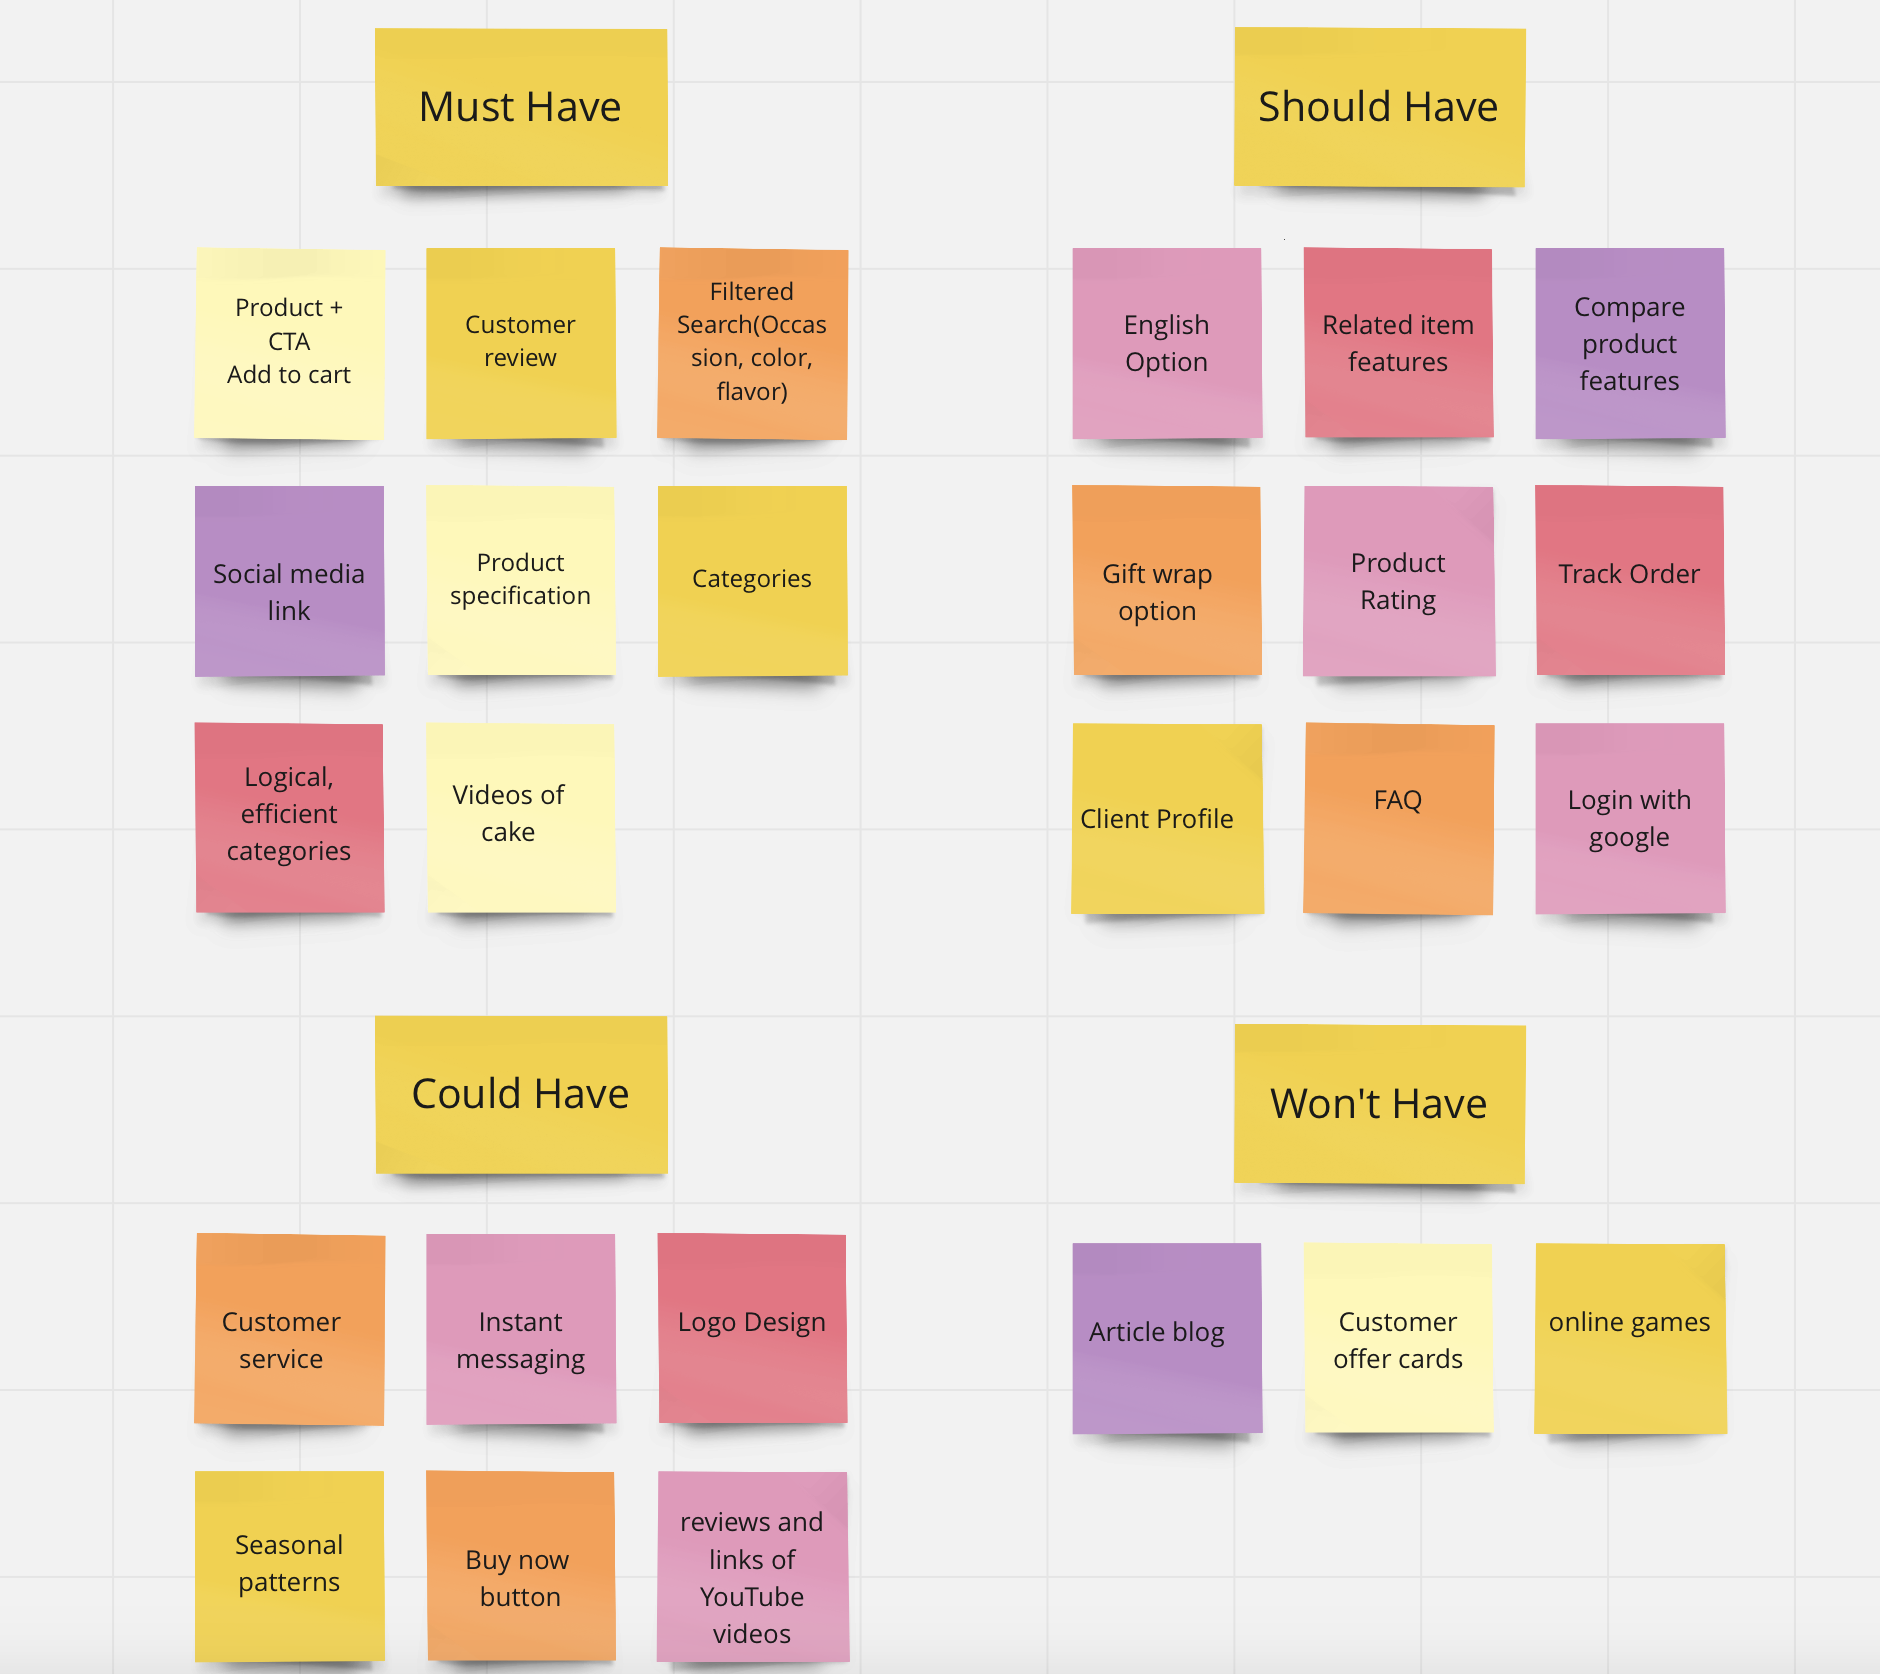 Must Have
Should Have
Product +
CTA
Add to cart
Customer
review
Filtered
Search(Occas
sion, color,
flavor)
English
Option
Related item
features
Compare
product
features
Social media
link
Product
specification
Categories
Gift wrap
option
Product
Rating
Track Order
Logical,
efficient
categories
Videos of
cake
Client Profile
FAQ
Login with
google
Could Have
Won't Have
Customer
service
Instant
messaging
Logo Design
Article blog
Customer
offer cards
online games
Seasonal
patterns
Buy now
button
reviews and
links of
YouTube
videos